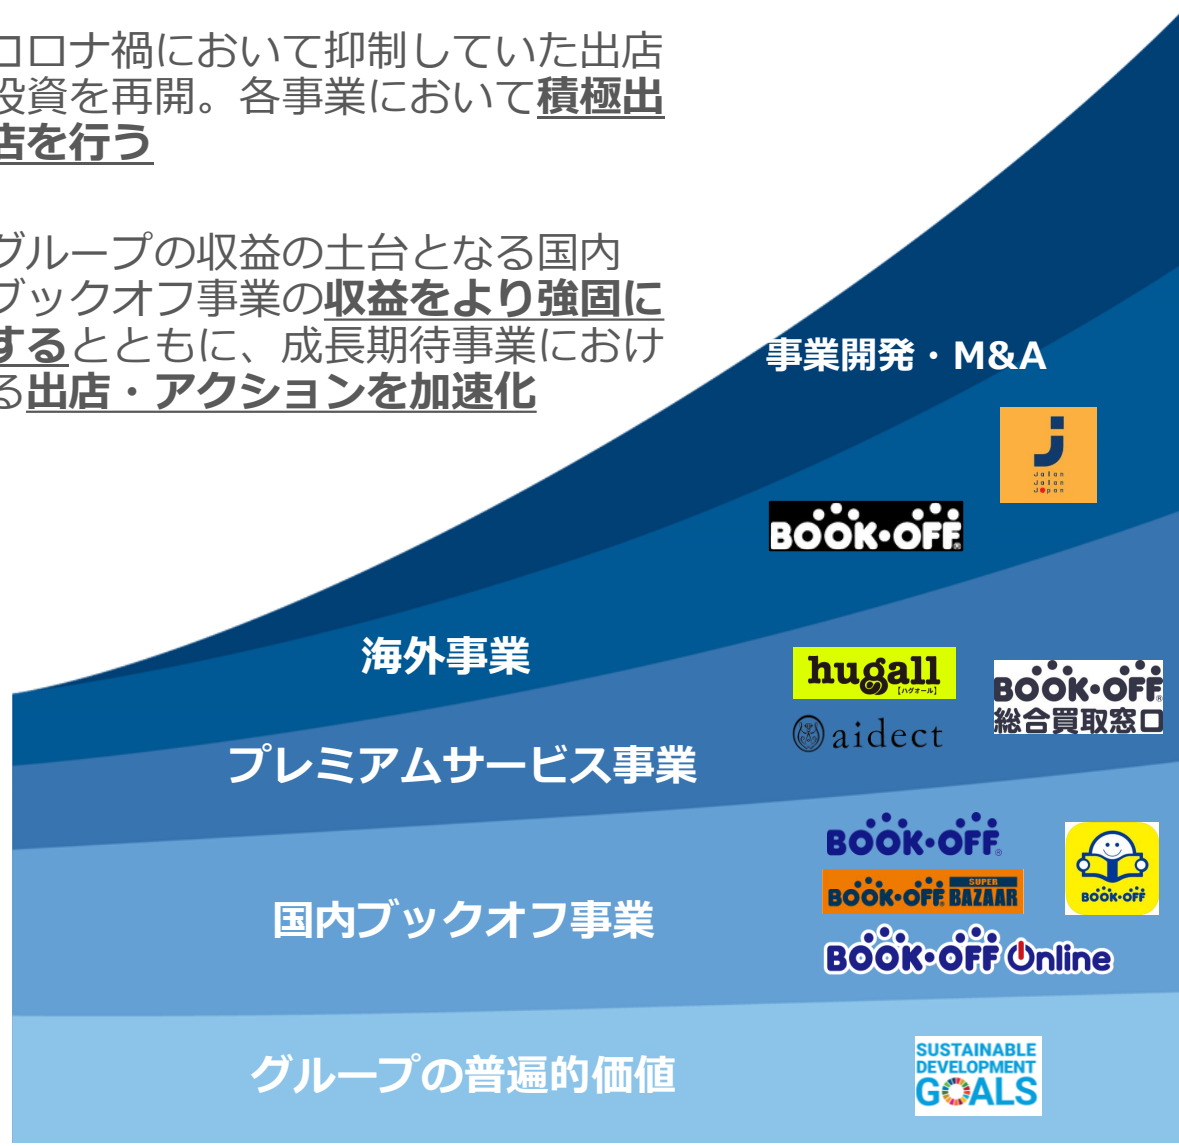 コロナ禍において抑制していた出店
投資を再開。各事業において積極出
店を行う
グループの収益の土台となる国内
ブックオフ事業の収益をより強固に
するとともに、成長期待事業におけ
る出店・アクションを加速化
事業開発・M&A
Jalan
Jalan
Japan
BOOK・OFF®
海外事業
hugall
【ハグオール】
BOOK・OFF®
総合買取窓口
aidect
プレミアムサービス事業
BOOK・OFF®
BOOK・OFF SUPER BAZAAR
BOOK・OFF
国内ブックオフ事業
BOOK・OFF Online
グループの普遍的価値
SUSTAINABLE
DEVELOPMENT
GOALS